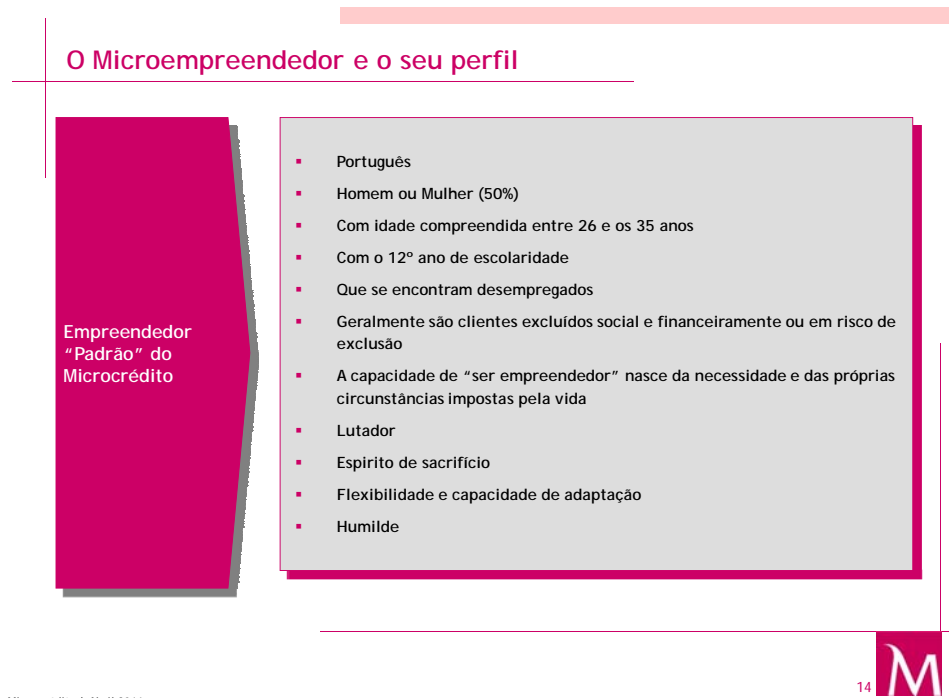 O Microempreendedor e o seu perfil
Empreendedor
“Padrão” do
Microcrédito
▪ Português
▪ Homem ou Mulher (50%)
▪ Com idade compreendida entre 26 e os 35 anos
▪ Com o 12º ano de escolaridade
▪ Que se encontram desempregados
▪ Geralmente são clientes excluídos social e financeiramente ou em risco de
exclusão
▪ A capacidade de “ser empreendedor” nasce da necessidade e das próprias
circunstâncias impostas pela vida
▪ Lutador
▪ Espirito de sacrifício
▪ Flexibilidade e capacidade de adaptação
▪ Humilde
14
M